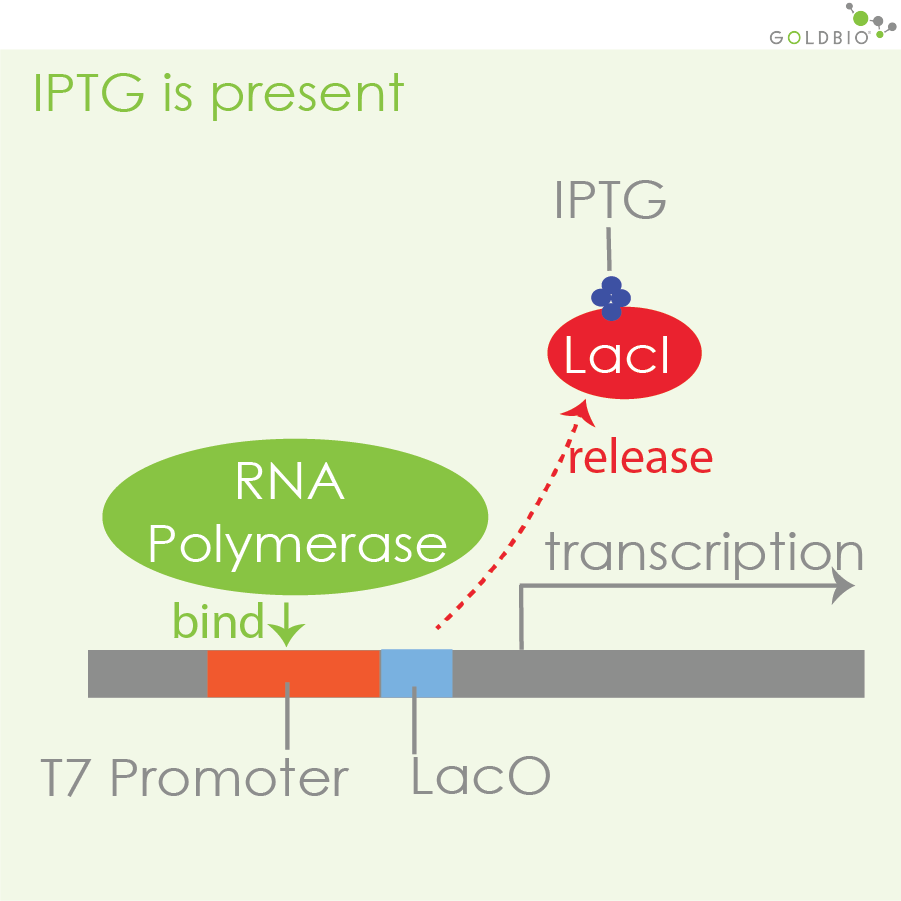 GOLDBIO®
IPTG is present
IPTG
LacI
release
RNA
Polymerase
transcription
bind
T7 Promoter
LacO